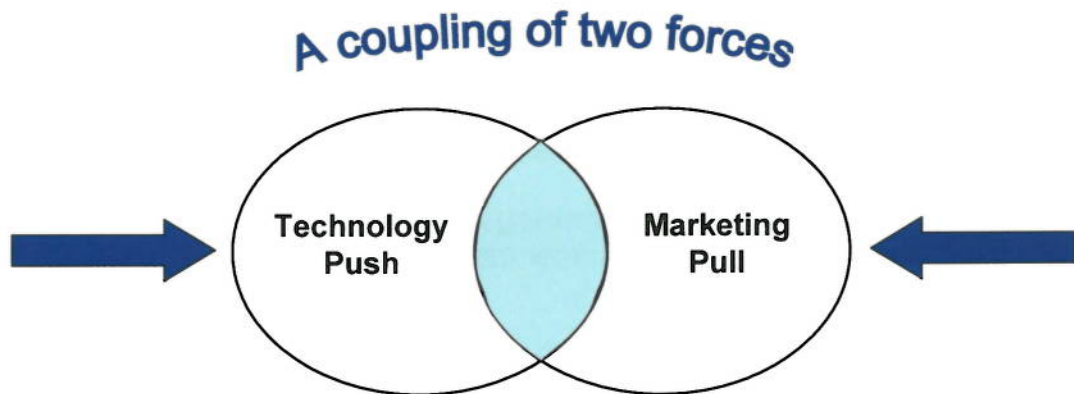 A coupling of two forces
Technology
Push
Marketing
Pull